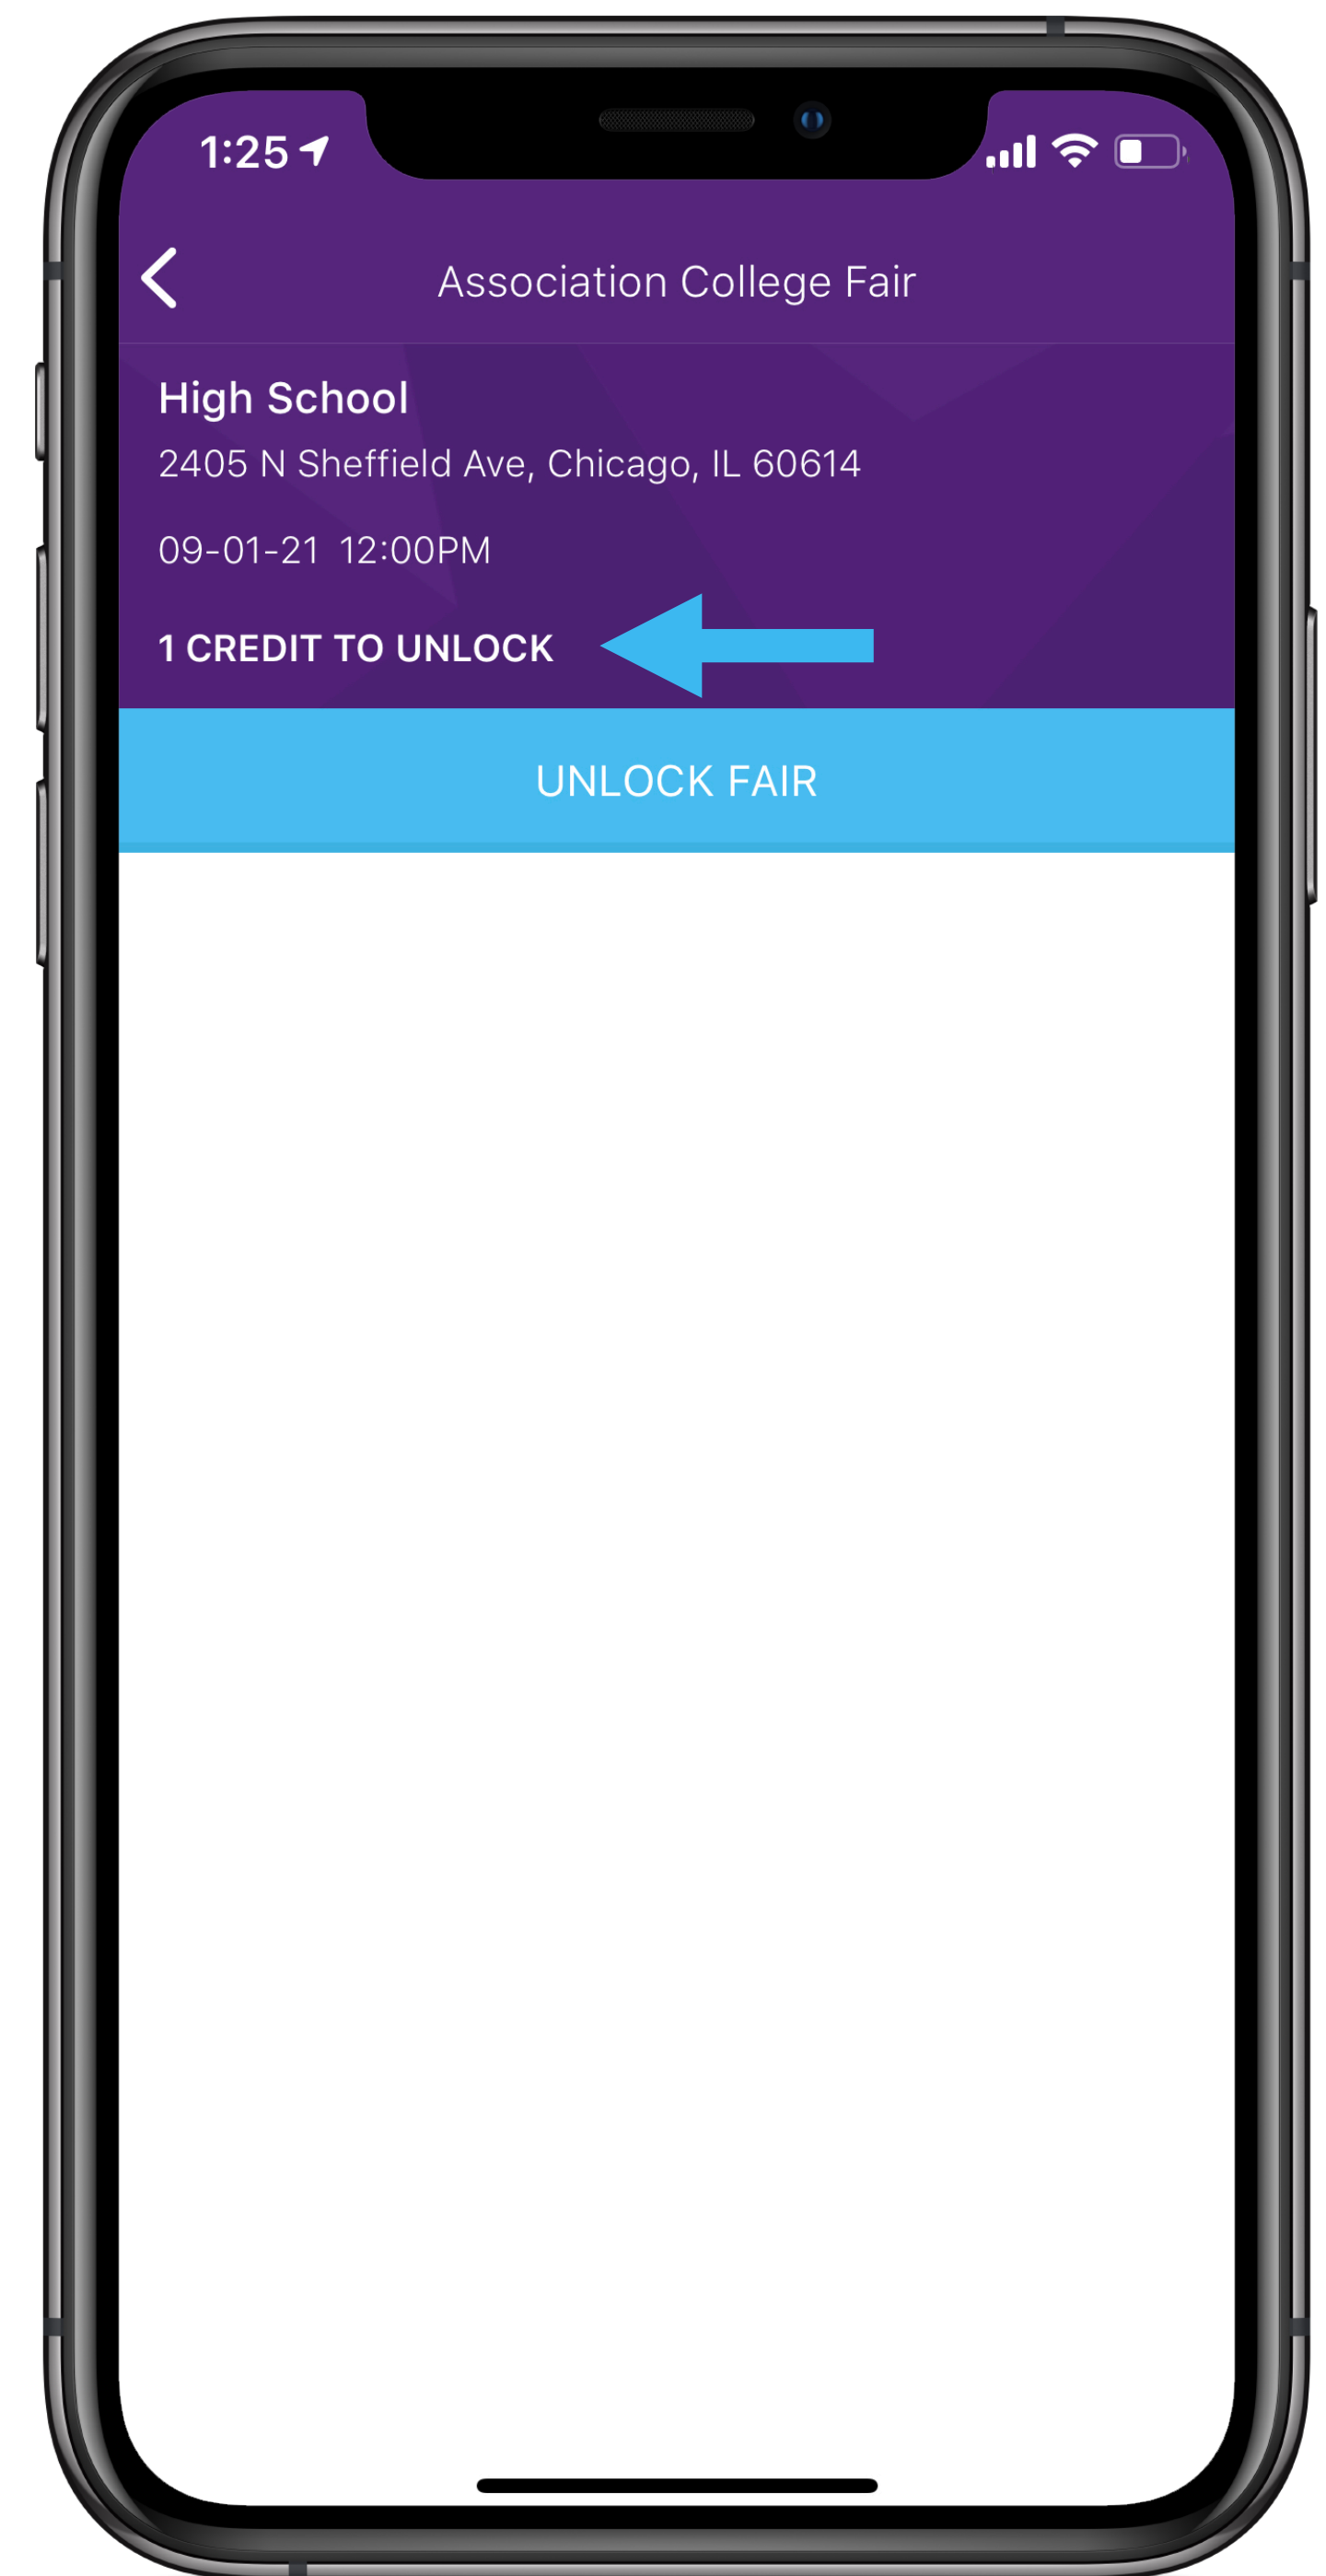 1:25
Association College Fair
High School
2405 N Sheffield Ave, Chicago, IL 60614
09-01-21 12:00PM
1 CREDIT TO UNLOCK
UNLOCK FAIR